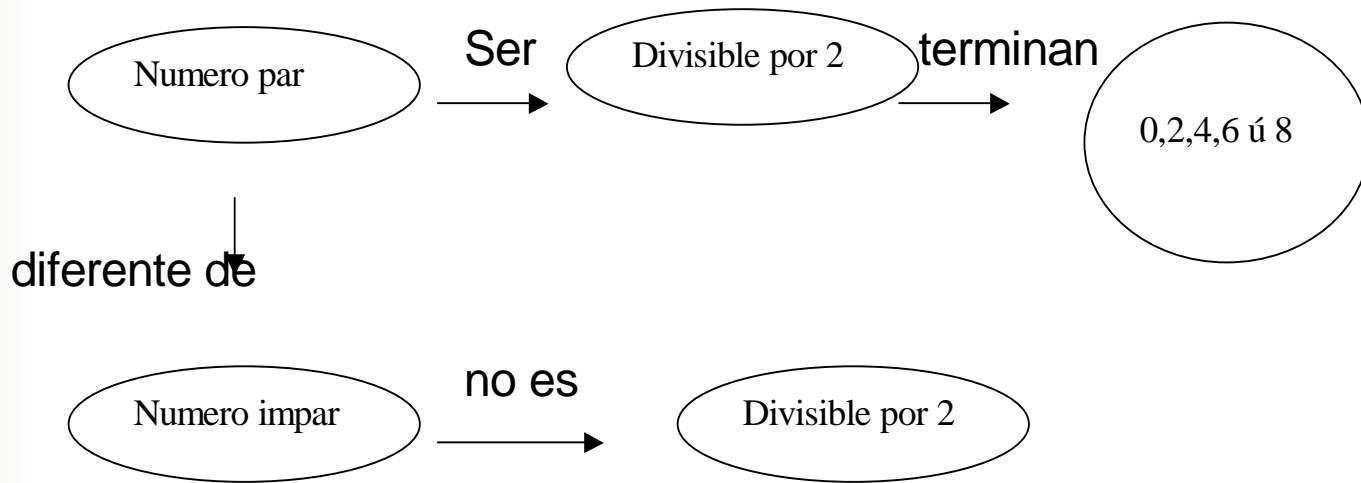 Numero par
Ser
Divisible por 2
terminan
0,2,4,6 ú 8
diferente de
Numero impar
no es
Divisible por 2